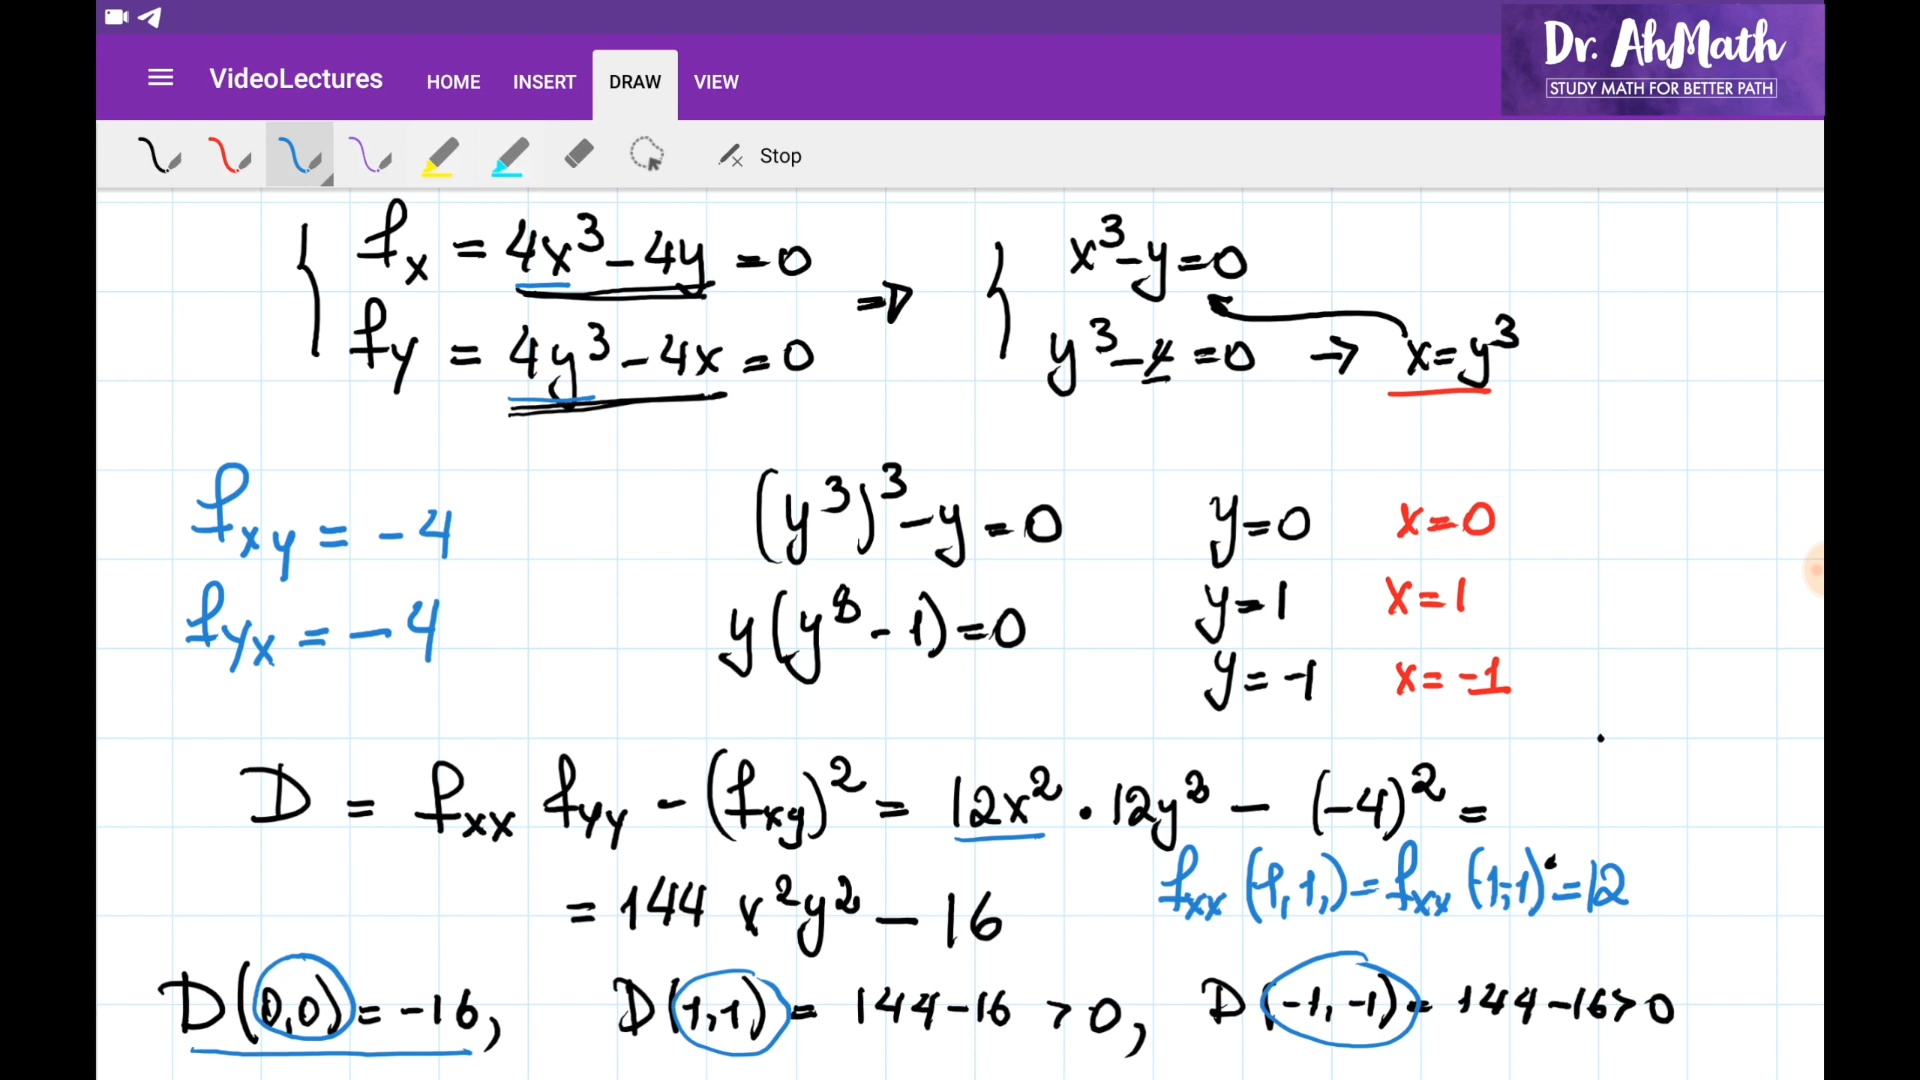 Dr. AhMath
STUDY MATH FOR BETTER PATH
VideoLectures HOME INSERT DRAW VIEW
Stop
{ fx = 4x³ - 4y = 0 => { x³ - y = 0
fy = 4y³ - 4x = 0 y³ - x = 0 → x = y³
fxy = -4 (y³)³ - y = 0 y = 0 x = 0
fyx = -4 y(y⁸ - 1) = 0 y = 1 x = 1
y = -1 x = -1
D = fxx fyy - (fxy)² = 12x² · 12y² - (-4)² =
= 144 x²y² - 16 fxx (1,1,) = fxx (-1,-1) = 12
D(0,0) = -16, D(1,1) = 144-16 > 0, D(-1,-1) = 144-16 > 0